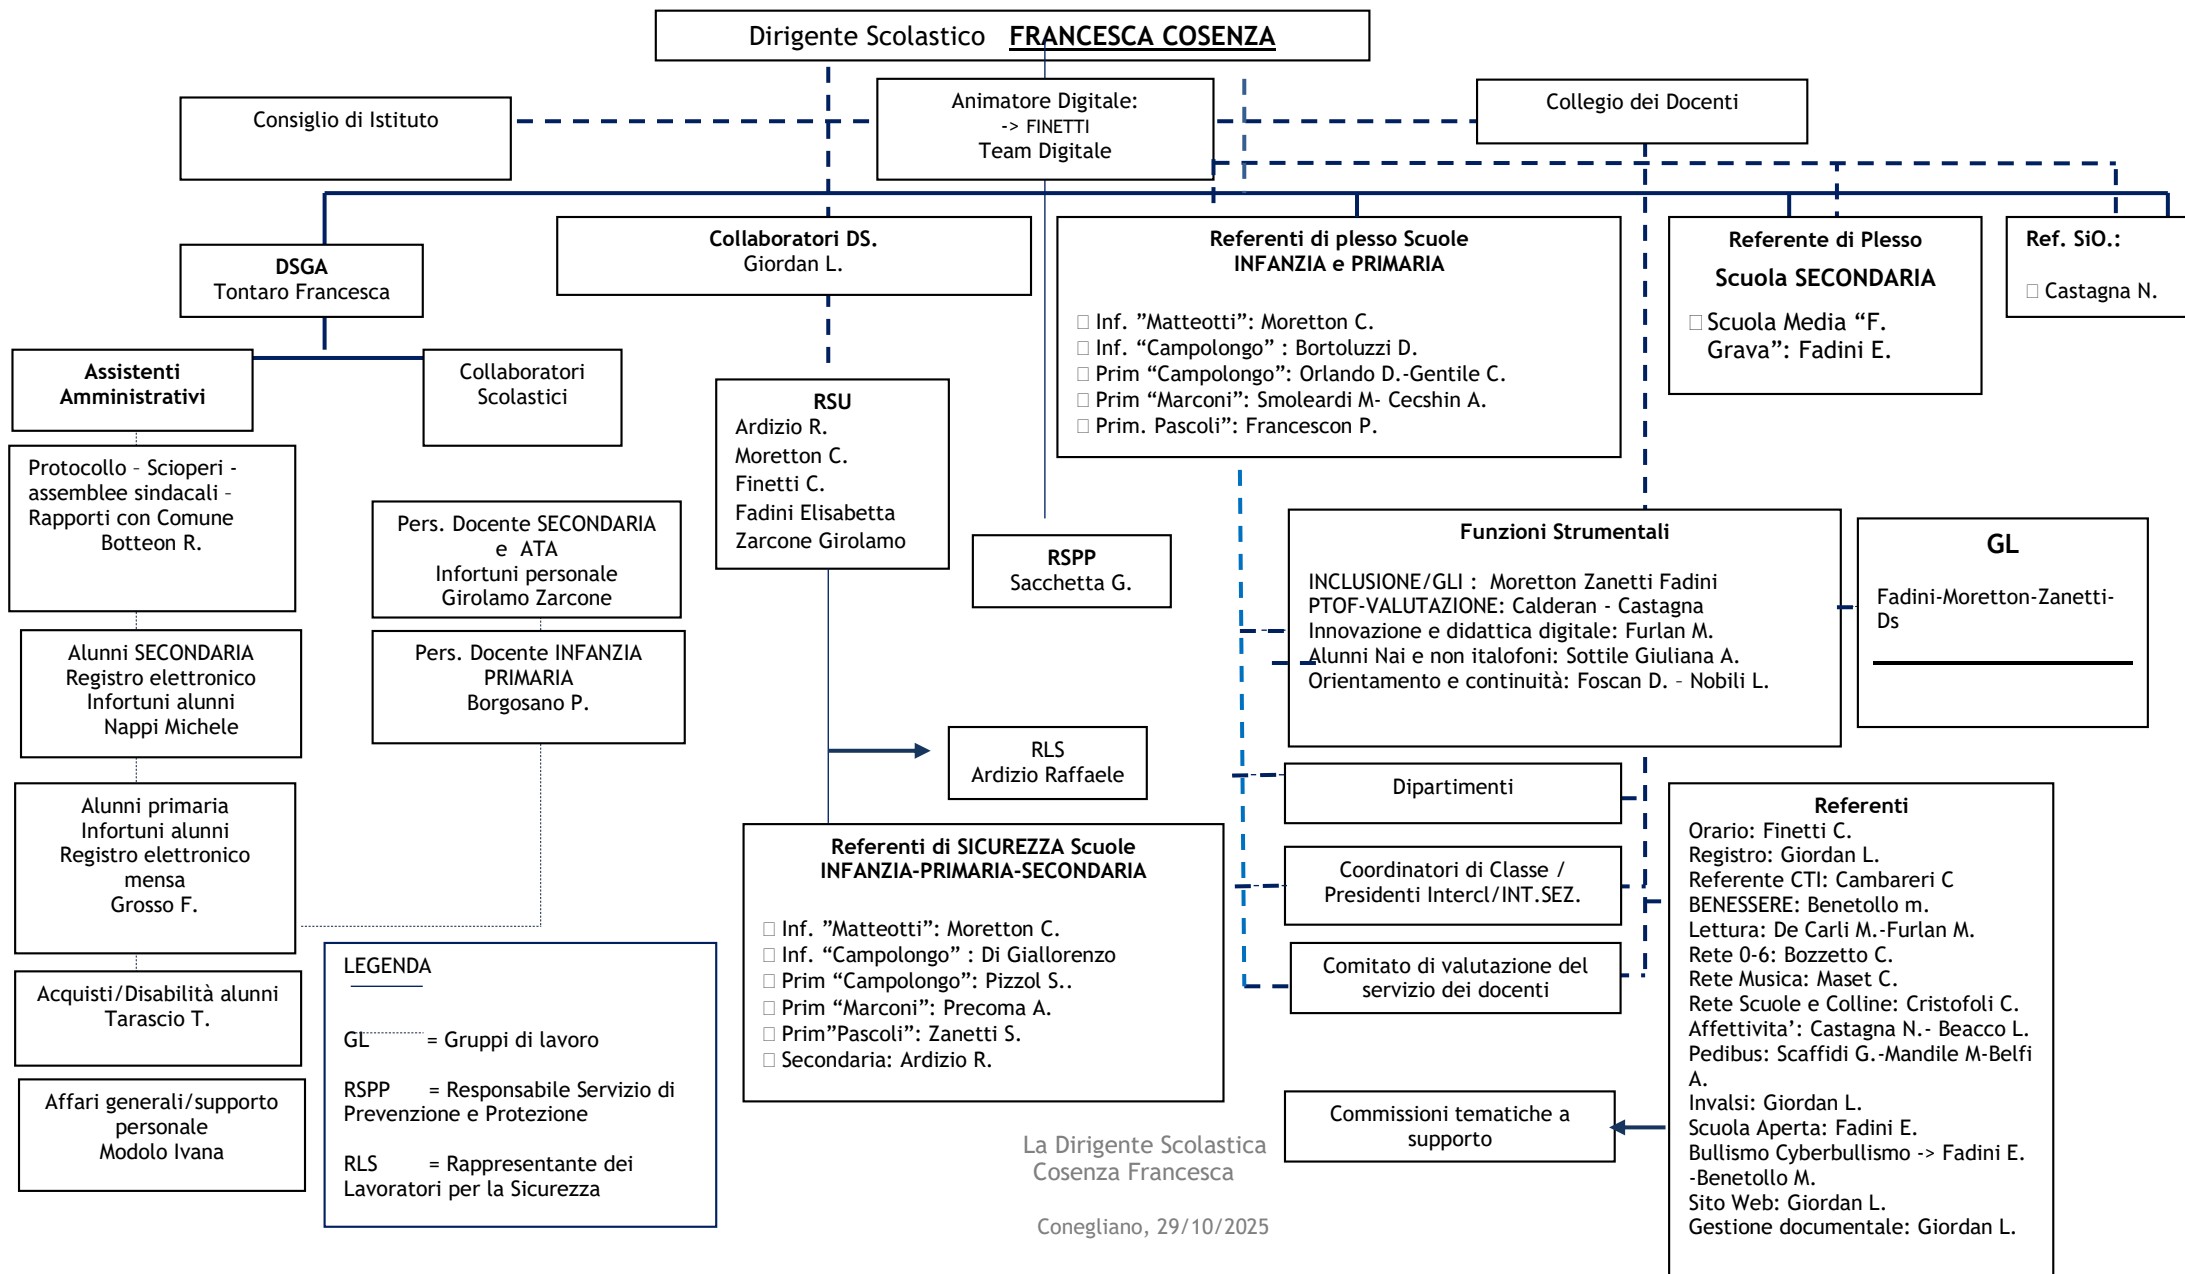 Dirigente Scolastico FRANCESCA COSENZA
Consiglio di Istituto
Animatore Digitale:
-> FINETTI
Team Digitale
Collegio dei Docenti
DSGA
Tontaro Francesca
Collaboratori DS.
Giordan L.
Referenti di plesso Scuole
INFANZIA e PRIMARIA
□ Inf. ”Matteotti”: Moretton C.
□ Inf. “Campolongo” : Bortoluzzi D.
□ Prim “Campolongo”: Orlando D.-Gentile C.
□ Prim “Marconi”: Smoleardi M- Cecshin A.
□ Prim. Pascoli”: Francescon P.
Referente di Plesso
Scuola SECONDARIA
□ Scuola Media “F.
Grava”: Fadini E.
Ref. SiO.:
□ Castagna N.
Assistenti
Amministrativi
Collaboratori
Scolastici
Protocollo – Scioperi -
assemblee sindacali –
Rapporti con Comune
Botteon R.
Pers. Docente SECONDARIA
e ATA
Infortuni personale
Girolamo Zarcone
Alunni SECONDARIA
Registro elettronico
Infortuni alunni
Nappi Michele
Pers. Docente INFANZIA
PRIMARIA
Borgosano P.
Alunni primaria
Infortuni alunni
Registro elettronico
mensa
Grosso F.
Acquisti/Disabilità alunni
Tarascio T.
Affari generali/supporto
personale
Modolo Ivana
LEGENDA
GL = Gruppi di lavoro
RSPP = Responsabile Servizio di
Prevenzione e Protezione
RLS = Rappresentante dei
Lavoratori per la Sicurezza
RSU
Ardizio R.
Moretton C.
Finetti C.
Fadini Elisabetta
Zarcone Girolamo
RSPP
Sacchetta G.
RLS
Ardizio Raffaele
Referenti di SICUREZZA Scuole
INFANZIA-PRIMARIA-SECONDARIA
□ Inf. ”Matteotti”: Moretton C.
□ Inf. “Campolongo” : Di Giallorenzo
□ Prim “Campolongo”: Pizzol S..
□ Prim “Marconi”: Precoma A.
□ Prim”Pascoli”: Zanetti S.
□ Secondaria: Ardizio R.
Funzioni Strumentali
INCLUSIONE/GLI : Moretton Zanetti Fadini
PTOF-VALUTAZIONE: Calderan - Castagna
Innovazione e didattica digitale: Furlan M.
Alunni Nai e non italofoni: Sottile Giuliana A.
Orientamento e continuità: Foscan D. – Nobili L.
GL
Fadini-Moretton-Zanetti-
Ds
Dipartimenti
Coordinatori di Classe /
Presidenti Intercl/INT.SEZ.
Comitato di valutazione del
servizio dei docenti
Commissioni tematiche a
supporto
Referenti
Orario: Finetti C.
Registro: Giordan L.
Referente CTI: Cambareri C
BENESSERE: Benetollo m.
Lettura: De Carli M.-Furlan M.
Rete 0-6: Bozzetto C.
Rete Musica: Maset C.
Rete Scuole e Colline: Cristofoli C.
Affettivita’: Castagna N.- Beacco L.
Pedibus: Scaffidi G.-Mandile M-Belfi
A.
Invalsi: Giordan L.
Scuola Aperta: Fadini E.
Bullismo Cyberbullismo -> Fadini E.
-Benetollo M.
Sito Web: Giordan L.
Gestione documentale: Giordan L.
La Dirigente Scolastica
Cosenza Francesca
Conegliano, 29/10/2025